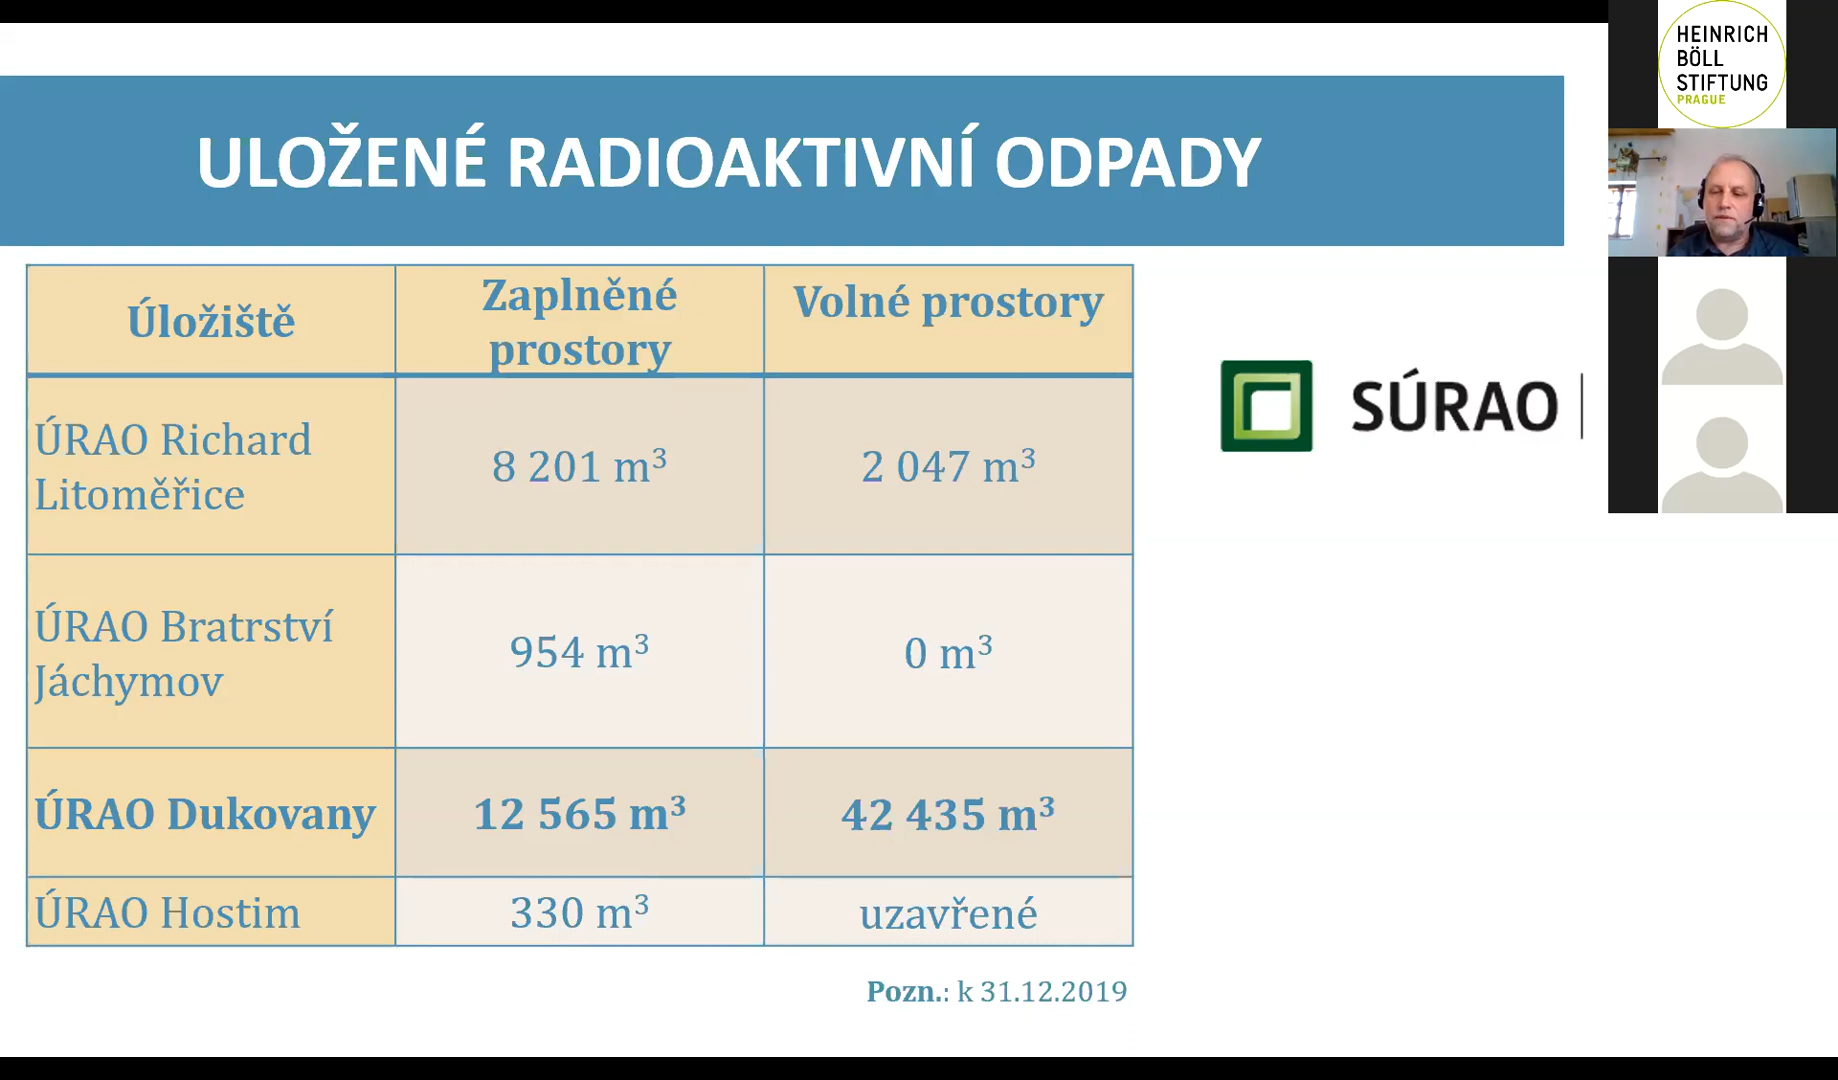 ULOŽENÉ RADIOAKTIVNÍ ODPADY
Úložiště
Zaplněné
prostory
Volné prostory
ÚRAO Richard
Litoměřice
8 201 m³
2 047 m³
ÚRAO Bratrství
Jáchymov
954 m³
0 m³
ÚRAO Dukovany
12 565 m³
42 435 m³
ÚRAO Hostim
330 m³
uzavřené
Pozn.: k 31.12.2019
SÚRAO
HEINRICH
BÖLL
STIFTUNG
PRAGUE